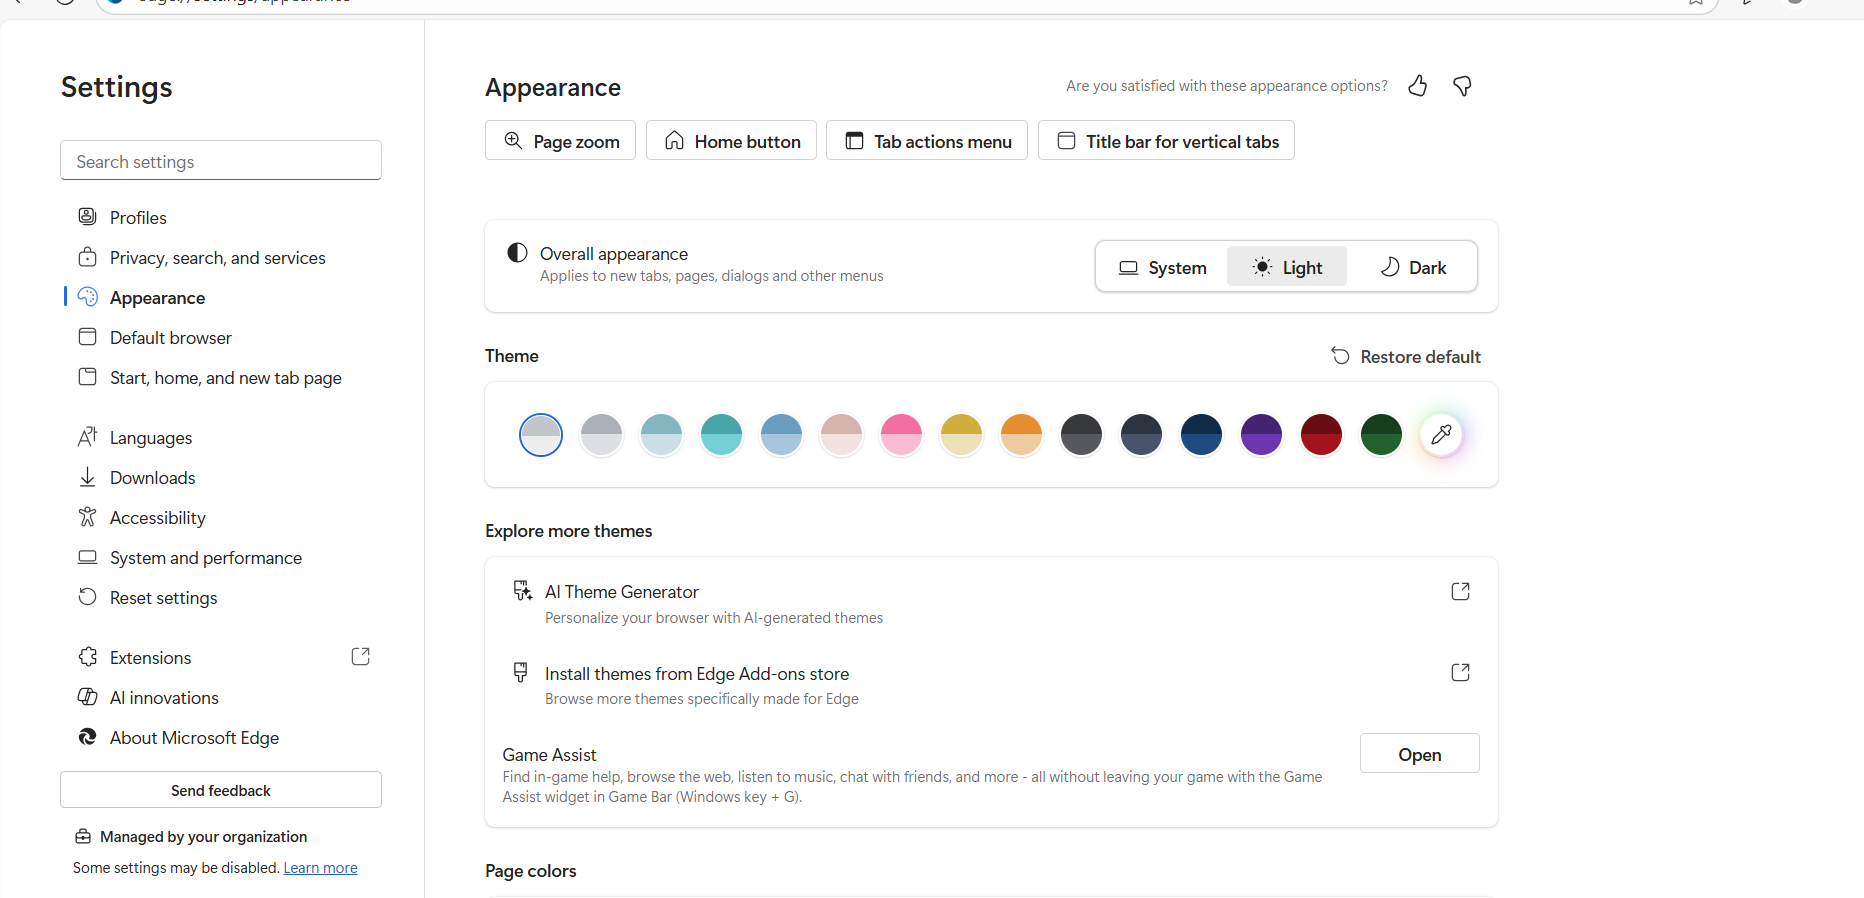 Settings
Search settings
Profiles
Privacy, search, and services
Appearance
Default browser
Start, home, and new tab page
Languages
Downloads
Accessibility
System and performance
Reset settings
Extensions
AI innovations
About Microsoft Edge
Send feedback
Managed by your organization
Some settings may be disabled. Learn more
Appearance
Are you satisfied with these appearance options?
Page zoom
Home button
Tab actions menu
Title bar for vertical tabs
Overall appearance
Applies to new tabs, pages, dialogs and other menus
System
Light
Dark
Theme
Restore default
Explore more themes
AI Theme Generator
Personalize your browser with AI-generated themes
Install themes from Edge Add-ons store
Browse more themes specifically made for Edge
Game Assist
Find in-game help, browse the web, listen to music, chat with friends, and more - all without leaving your game with the Game
Assist widget in Game Bar (Windows key + G).
Open
Page colors